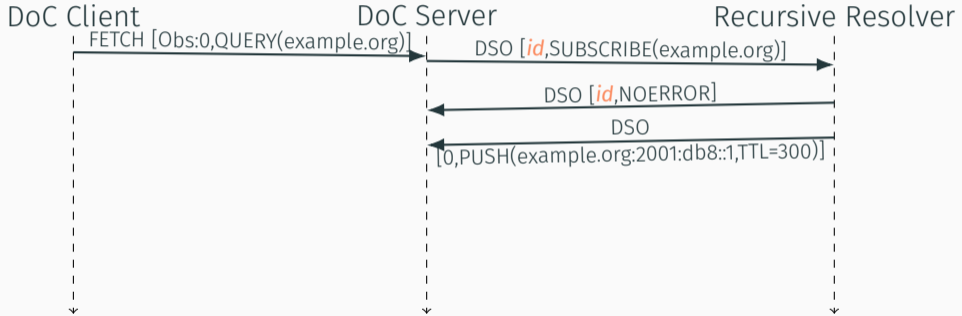 DoC Client
DoC Server
Recursive Resolver
FETCH [Obs:0,QUERY(example.org)]
DSO [id,SUBSCRIBE(example.org)]
DSO [id,NOERROR]
DSO
[0,PUSH(example.org:2001:db8::1,TTL=300)]